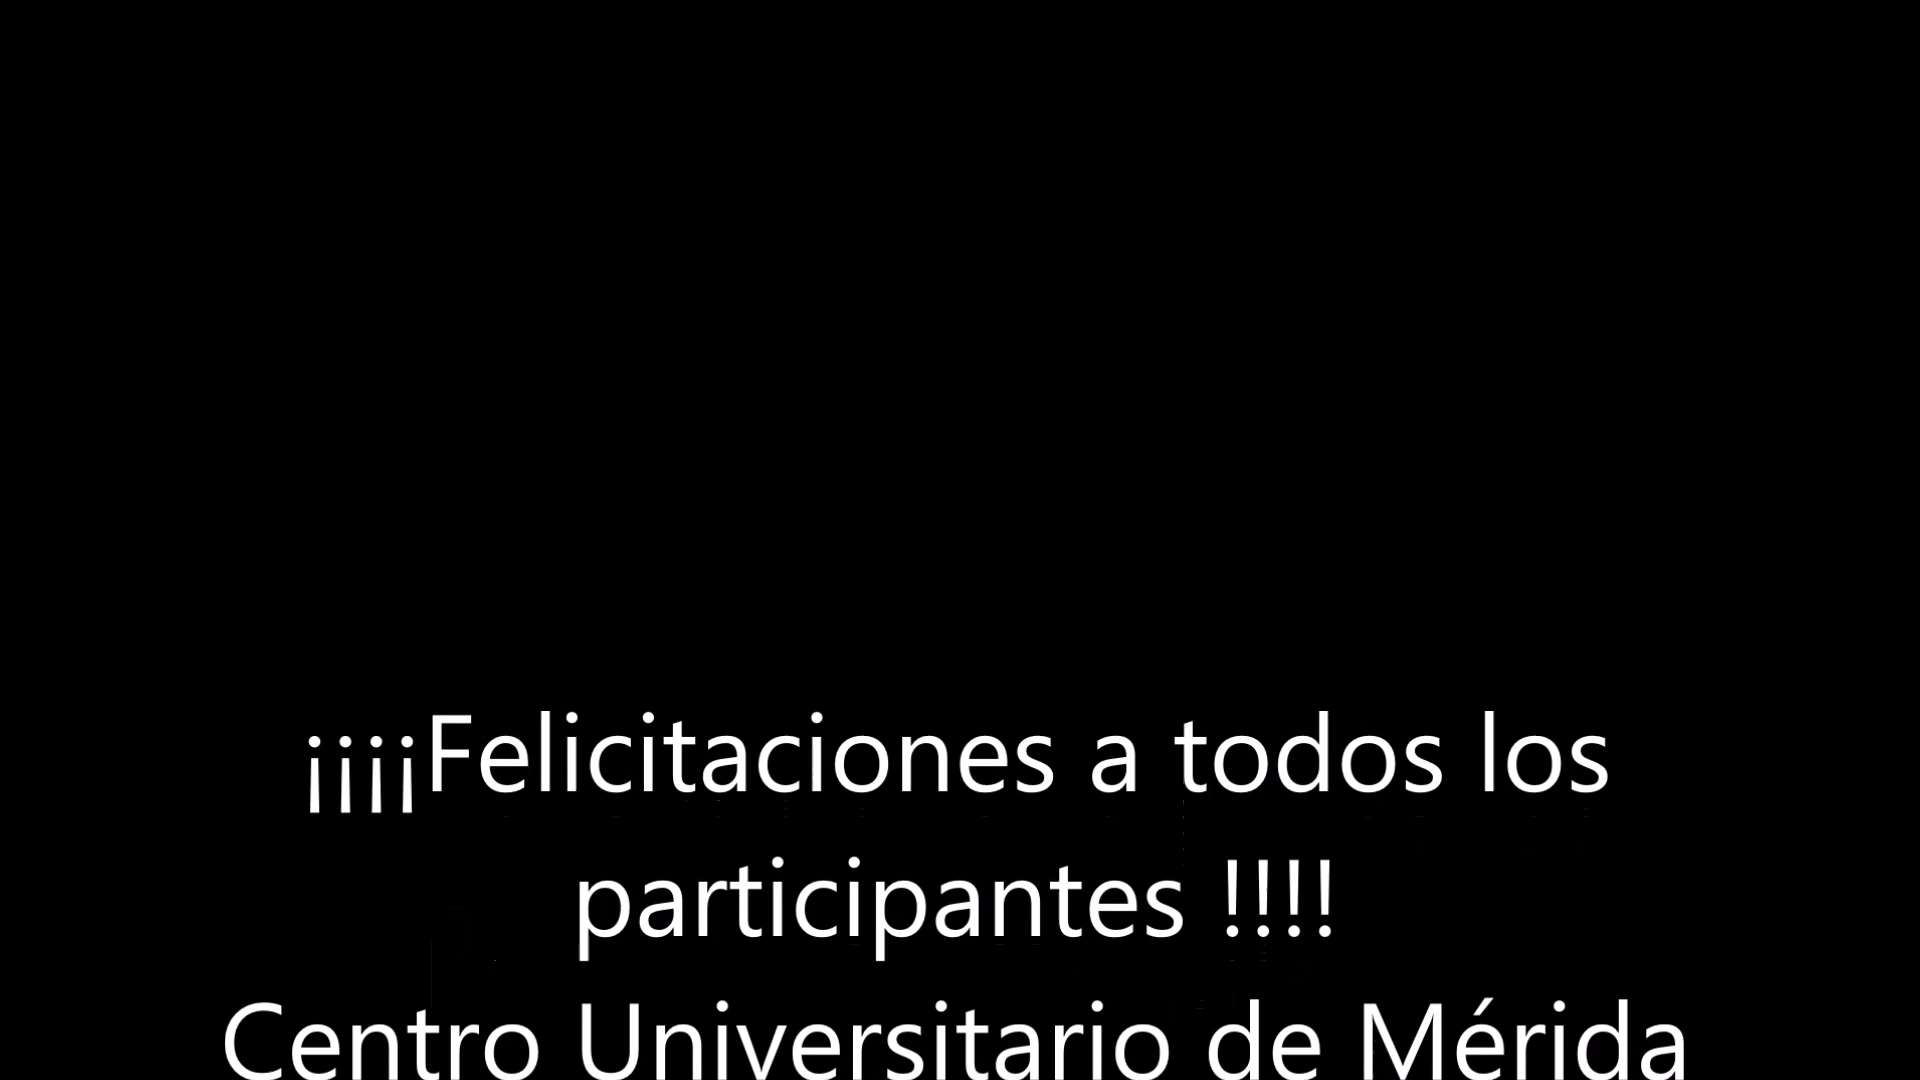 ¡¡¡¡Felicitaciones a todos los
participantes !!!!
Centro Universitario de Mérida